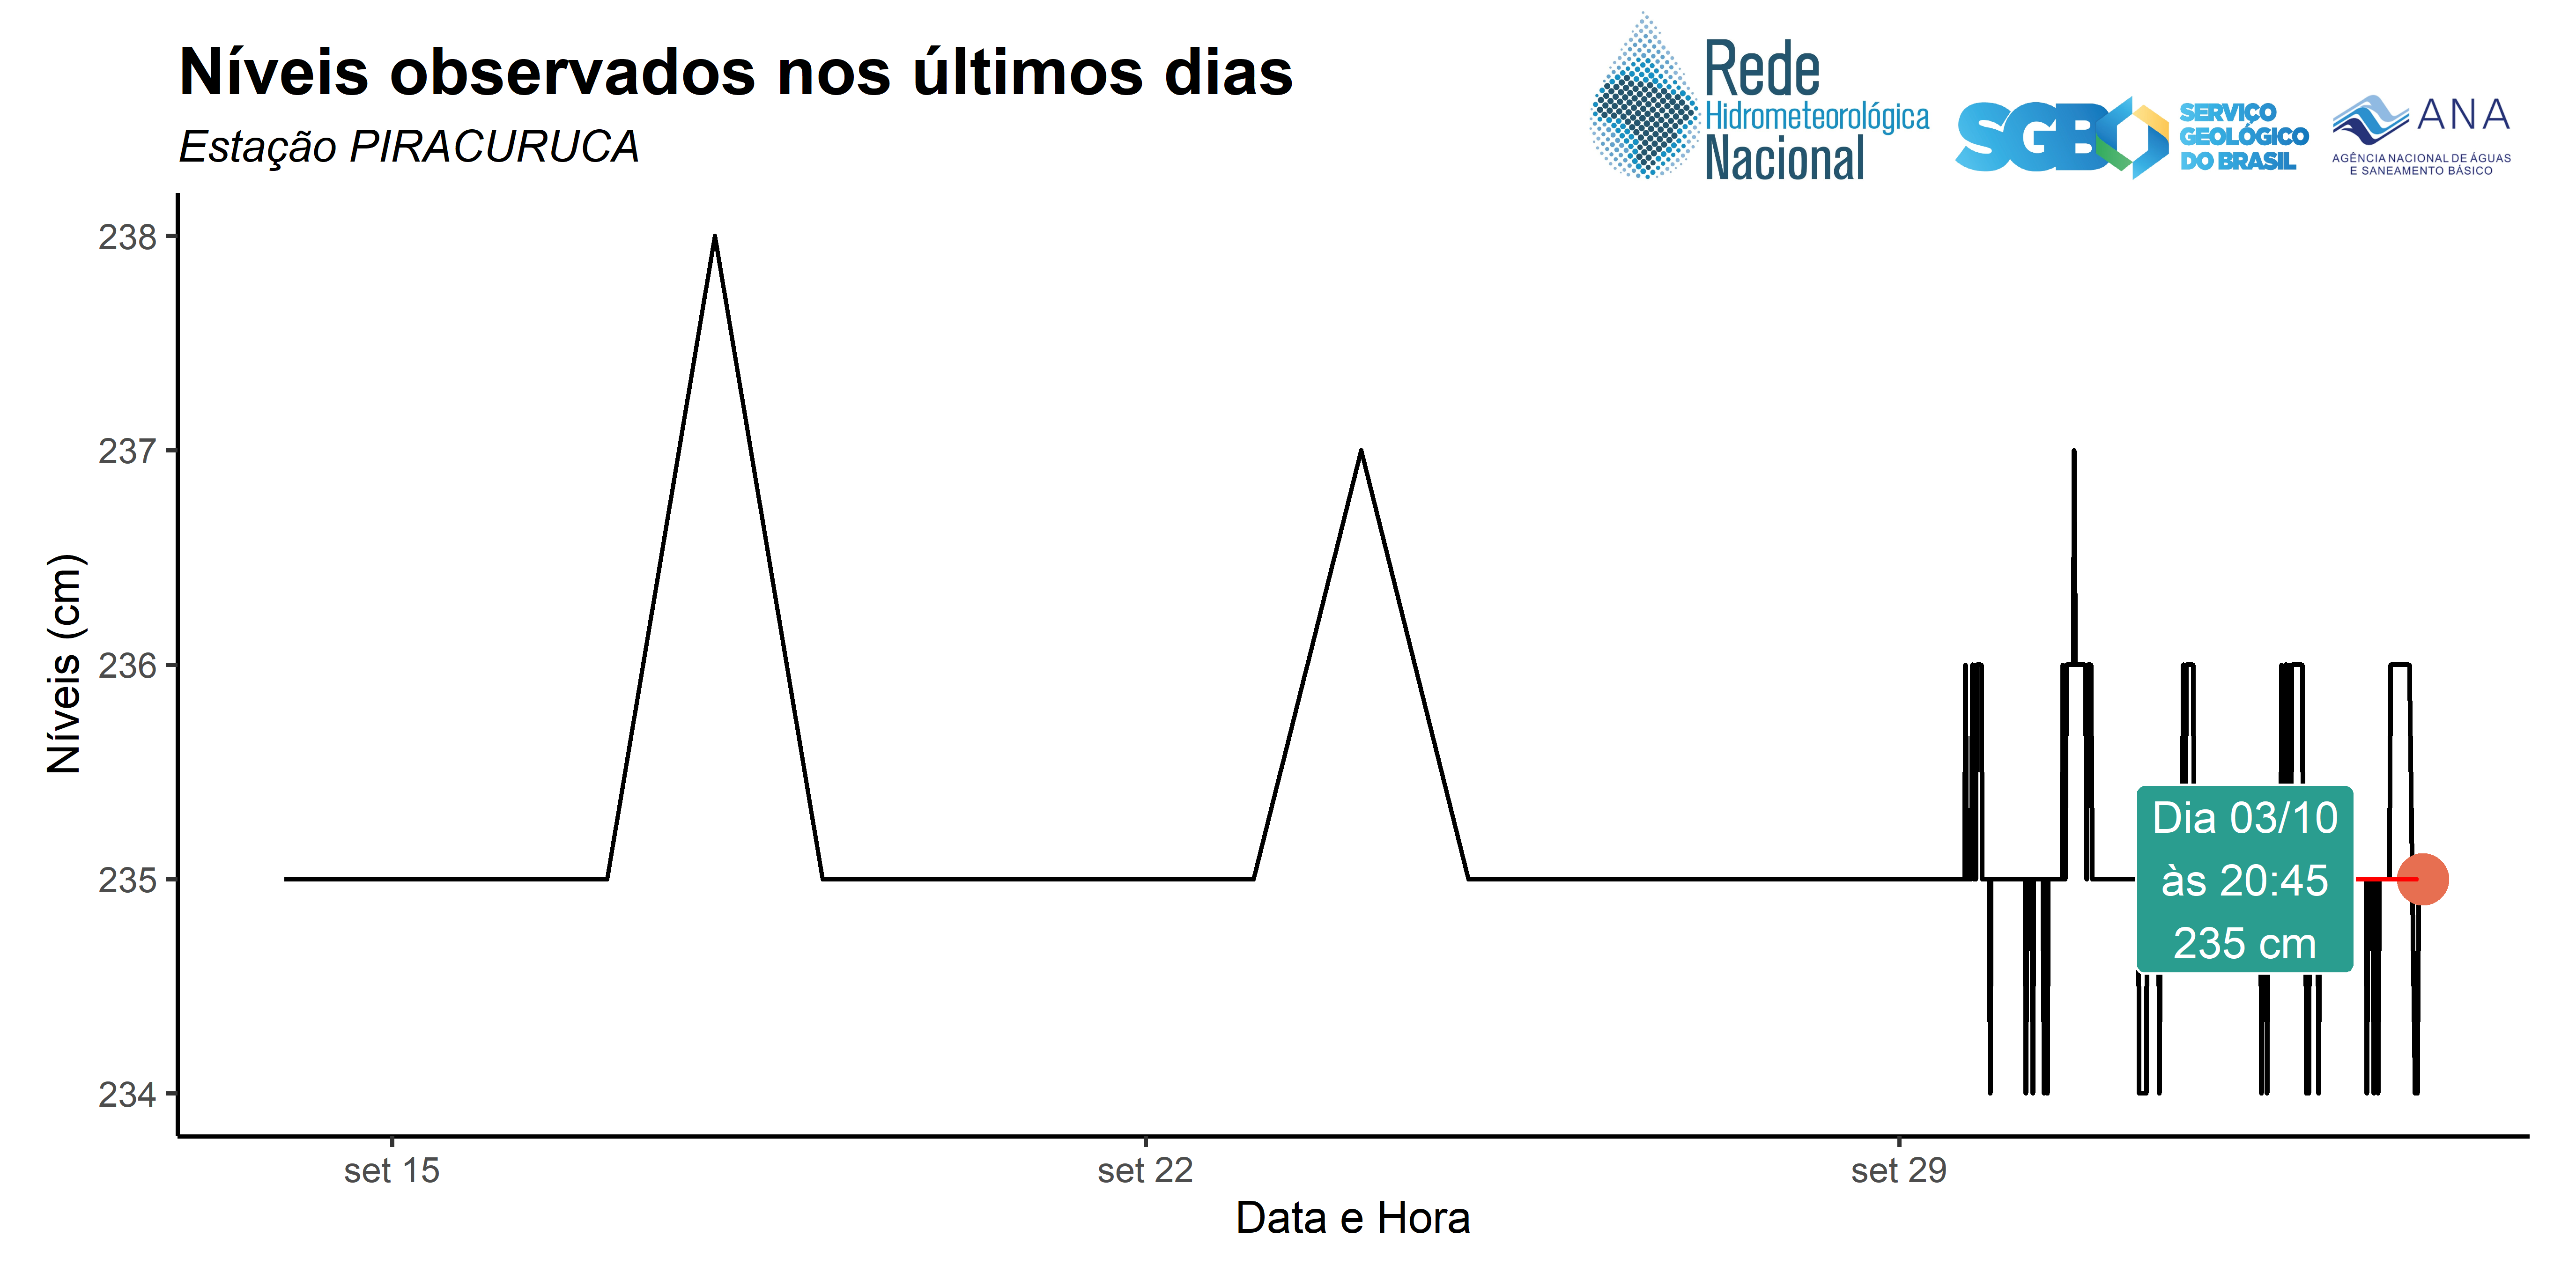 Níveis observados nos últimos dias
Estação PIRACURUCA
Rede
Hidrometeorológica
Nacional
SGB
SERVIÇO
GEOLÓGICO
DO BRASIL
ANA
AGÊNCIA NACIONAL DE ÁGUAS
E SANEAMENTO BÁSICO
238
237
236
235
234
Níveis (cm)
Dia 03/10
às 20:45
235 cm
set 15
set 22
set 29
Data e Hora